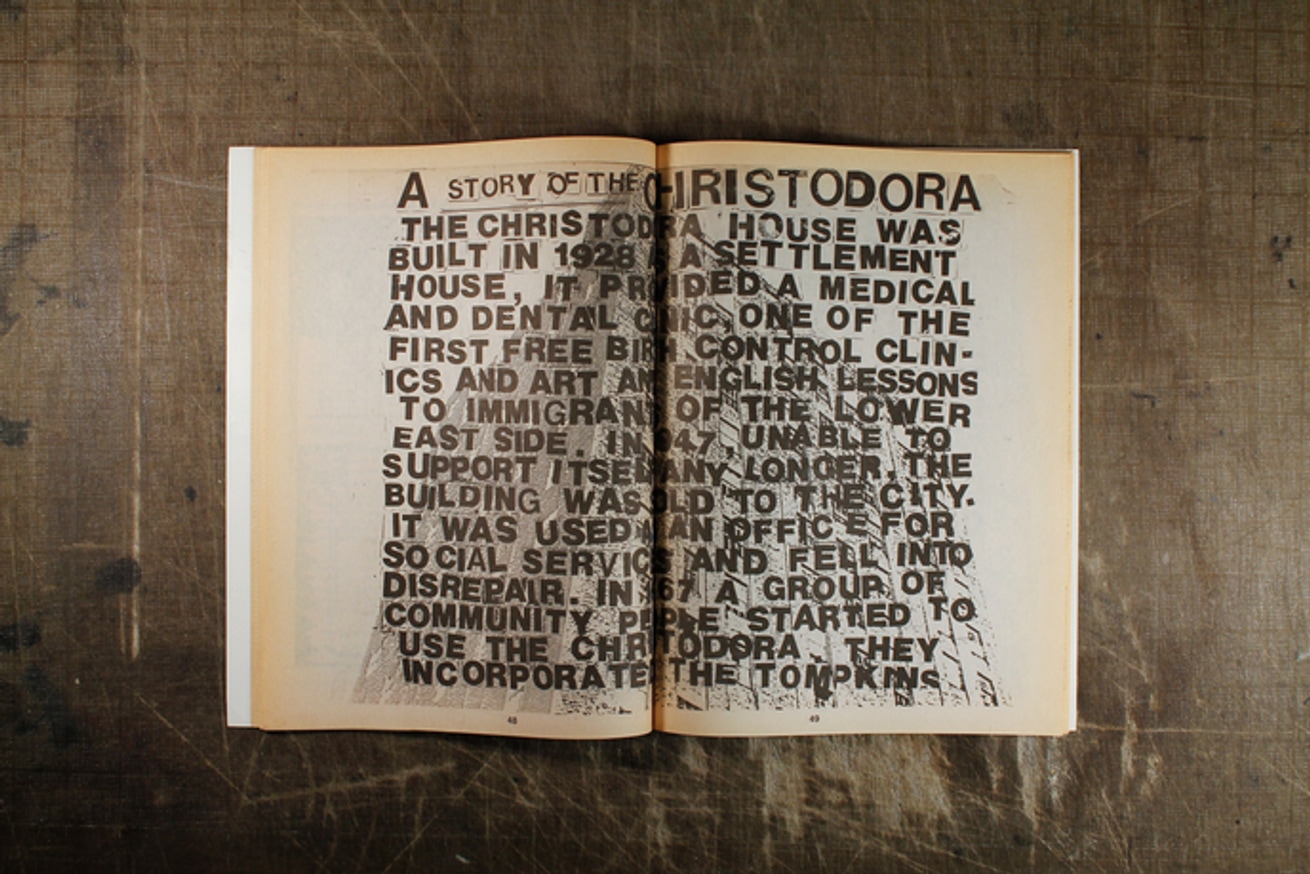 A STORY OF THE CHRISTODORA
THE CHRISTODORA HOUSE WAS
BUILT IN 1928 A SETTLEMENT
HOUSE, IT PROVIDED A MEDICAL
AND DENTAL CLINIC, ONE OF THE
FIRST FREE BIRTH CONTROL CLIN-
ICS AND ART AND ENGLISH LESSONS
TO IMMIGRANTS OF THE LOWER
EAST SIDE. IN 1947, UNABLE TO
SUPPORT ITSELF ANY LONGER, THE
BUILDING WAS SOLD TO THE CITY.
IT WAS USED AN OFFICE FOR
SOCIAL SERVICES AND FELL INTO
DISREPAIR. IN A GROUP OF
COMMUNITY PEOPLE STARTED TO
USE THE CHRISTODORA. THEY
INCORPORATED THE TOMPKINS
48 49